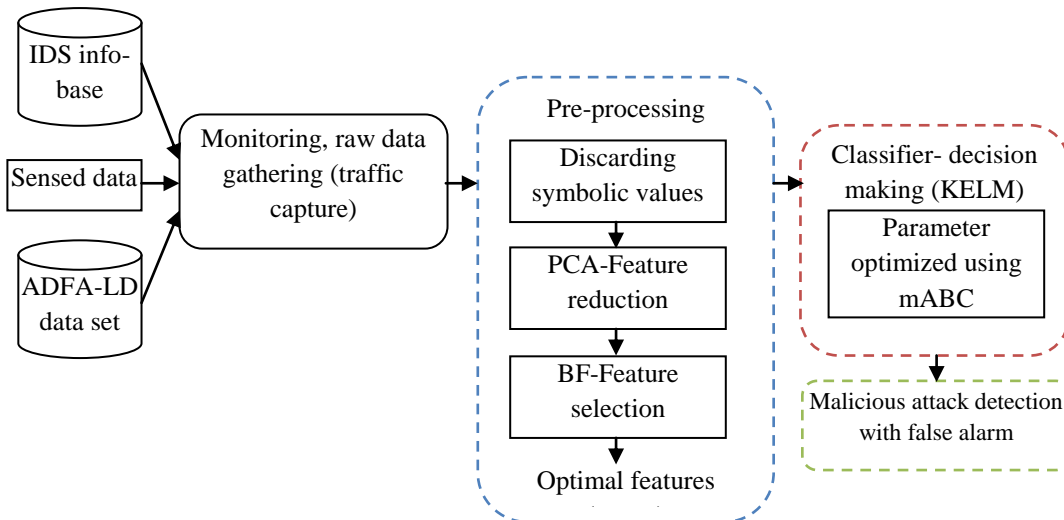 IDS info-
base
Sensed data
ADFA-LD
data set
Monitoring, raw data
gathering (traffic
capture)
Pre-processing
Discarding
symbolic values
PCA-Feature
reduction
BF-Feature
selection
Optimal features
Classifier- decision
making (KELM)
Parameter
optimized using
mABC
Malicious attack detection
with false alarm